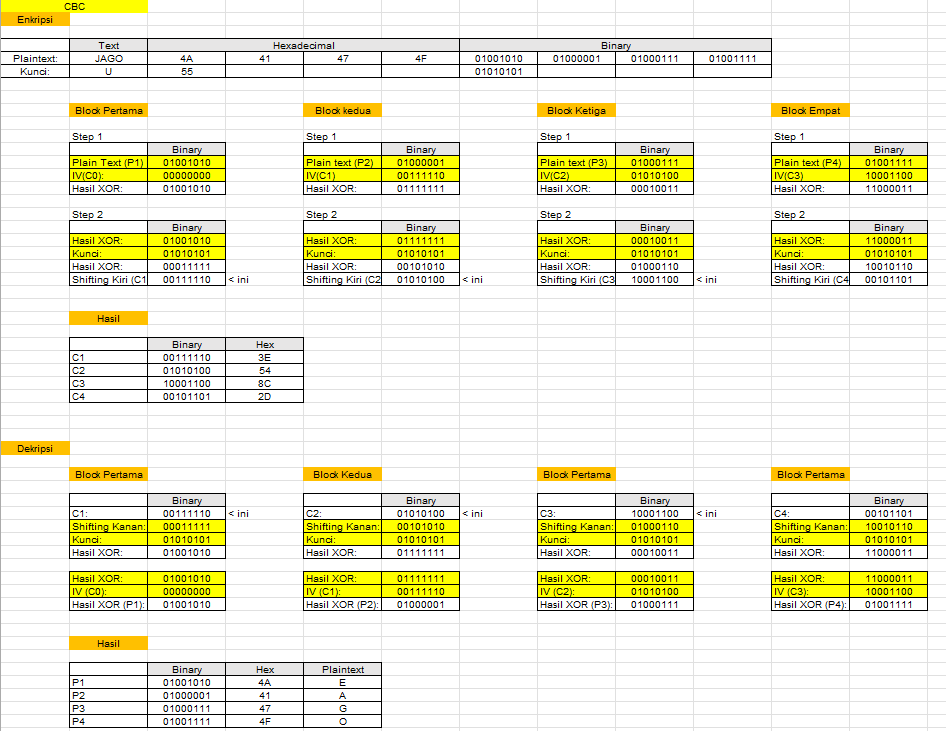 CBC
Enkripsi
Text Hexadecimal Binary
Plaintext: JAGO 4A 41 47 4F 01001010 01000001 01000111 01001111
Kunci: U 55 01010101
Block Pertama Block kedua Block Ketiga Block Empat
Step 1 Step 1 Step 1 Step 1
Binary Binary Binary Binary
Plain Text (P1) 01001010 Plain text (P2) 01000001 Plain text (P3) 01000111 Plain text (P4) 01001111
IV(C0): 00000000 IV(C1) 00111110 IV(C2) 01010100 IV(C3) 10001100
Hasil XOR: 01001010 Hasil XOR: 01111111 Hasil XOR: 00010011 Hasil XOR: 11000011
Step 2 Step 2 Step 2 Step 2
Binary Binary Binary Binary
Hasil XOR: 01001010 Hasil XOR: 01111111 Hasil XOR: 00010011 Hasil XOR: 11000011
Kunci: 01010101 Kunci: 01010101 Kunci: 01010101 Kunci: 01010101
Hasil XOR: 00011111 Hasil XOR: 00101010 Hasil XOR: 01000110 Hasil XOR: 10010110
Shifting Kiri (C1 00111110 < ini Shifting Kiri (C2 01010100 < ini Shifting Kiri (C3 10001100 < ini Shifting Kiri (C4 00101101
Hasil
Binary Hex
C1 00111110 3E
C2 01010100 54
C3 10001100 8C
C4 00101101 2D
Dekripsi
Block Pertama Block Kedua Block Pertama Block Pertama
Binary Binary Binary Binary
C1: 00111110 < ini C2: 01010100 < ini C3: 10001100 < ini C4: 00101101
Shifting Kanan: 00011111 Shifting Kanan: 00101010 Shifting Kanan: 01000110 Shifting Kanan: 10010110
Kunci: 01010101 Kunci: 01010101 Kunci: 01010101 Kunci: 01010101
Hasil XOR: 01001010 Hasil XOR: 01111111 Hasil XOR: 00010011 Hasil XOR: 11000011
Hasil XOR: 01001010 Hasil XOR: 01111111 Hasil XOR: 00010011 Hasil XOR: 11000011
IV (C0): 00000000 IV (C1): 00111110 IV (C2): 01010100 IV (C3): 10001100
Hasil XOR (P1): 01001010 Hasil XOR (P2): 01000001 Hasil XOR (P3): 01000111 Hasil XOR (P4): 01001111
Hasil
Binary Hex Plaintext
P1 01001010 4A E
P2 01000001 41 A
P3 01000111 47 G
P4 01001111 4F O